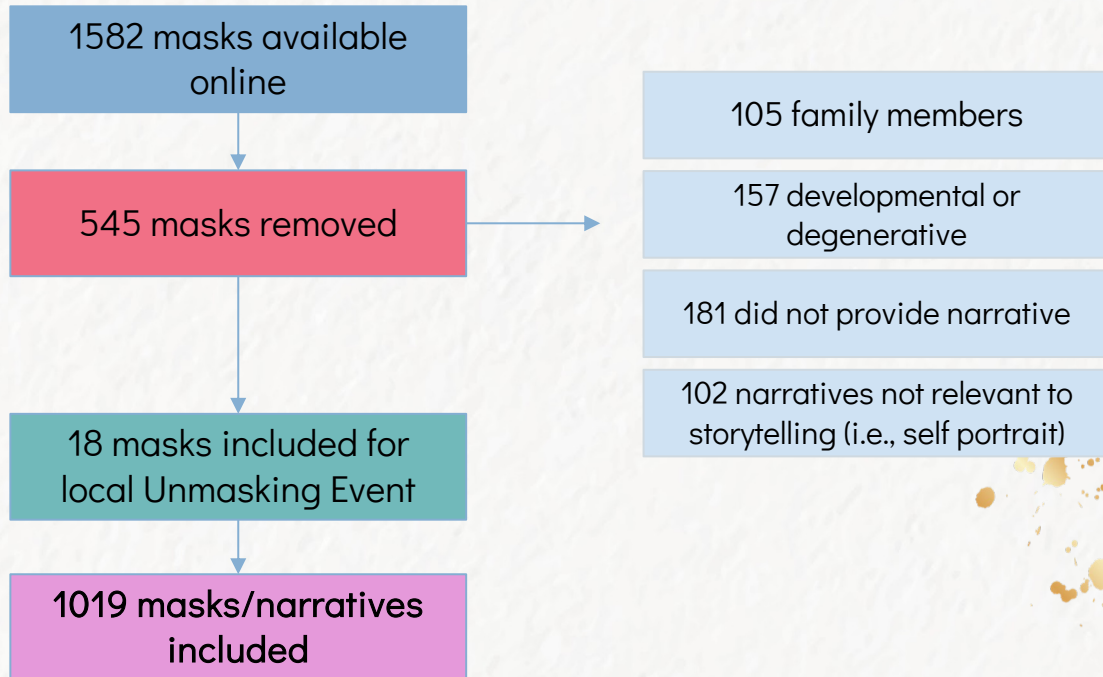 1582 masks available
online
545 masks removed
105 family members
157 developmental or
degenerative
181 did not provide narrative
102 narratives not relevant to
storytelling (i.e., self portrait)
18 masks included for
local Unmasking Event
1019 masks/narratives
included